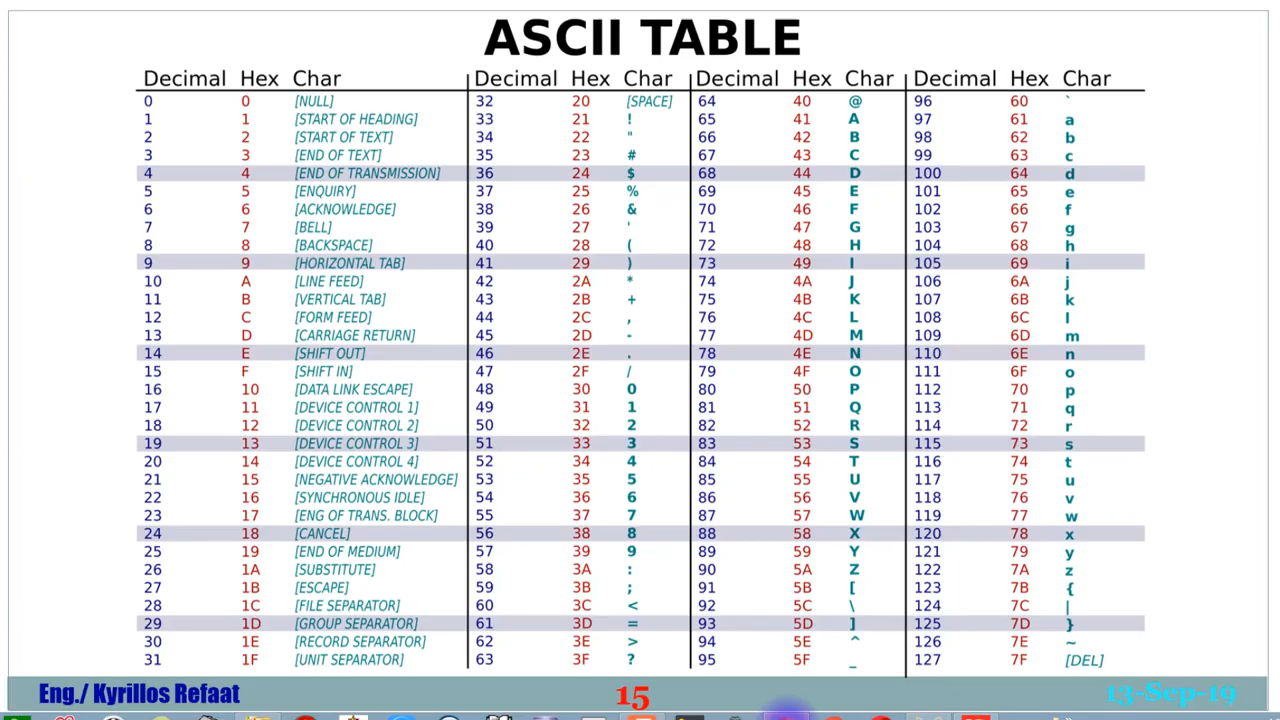 ASCII TABLE
Decimal Hex Char Decimal Hex Char Decimal Hex Char Decimal Hex Char
0 0 [NULL] 32 20 [SPACE] 64 40 @ 96 60 `
1 1 [START OF HEADING] 33 21 ! 65 41 A 97 61 a
2 2 [START OF TEXT] 34 22 " 66 42 B 98 62 b
3 3 [END OF TEXT] 35 23 # 67 43 C 99 63 c
4 4 [END OF TRANSMISSION] 36 24 $ 68 44 D 100 64 d
5 5 [ENQUIRY] 37 25 % 69 45 E 101 65 e
6 6 [ACKNOWLEDGE] 38 26 & 70 46 F 102 66 f
7 7 [BELL] 39 27 ' 71 47 G 103 67 g
8 8 [BACKSPACE] 40 28 ( 72 48 H 104 68 h
9 9 [HORIZONTAL TAB] 41 29 ) 73 49 I 105 69 i
10 A [LINE FEED] 42 2A * 74 4A J 106 6A j
11 B [VERTICAL TAB] 43 2B + 75 4B K 107 6B k
12 C [FORM FEED] 44 2C , 76 4C L 108 6C l
13 D [CARRIAGE RETURN] 45 2D - 77 4D M 109 6D m
14 E [SHIFT OUT] 46 2E . 78 4E N 110 6E n
15 F [SHIFT IN] 47 2F / 79 4F O 111 6F o
16 10 [DATA LINK ESCAPE] 48 30 0 80 50 P 112 70 p
17 11 [DEVICE CONTROL 1] 49 31 1 81 51 Q 113 71 q
18 12 [DEVICE CONTROL 2] 50 32 2 82 52 R 114 72 r
19 13 [DEVICE CONTROL 3] 51 33 3 83 53 S 115 73 s
20 14 [DEVICE CONTROL 4] 52 34 4 84 54 T 116 74 t
21 15 [NEGATIVE ACKNOWLEDGE] 53 35 5 85 55 U 117 75 u
22 16 [SYNCHRONOUS IDLE] 54 36 6 86 56 V 118 76 v
23 17 [ENG OF TRANS. BLOCK] 55 37 7 87 57 W 119 77 w
24 18 [CANCEL] 56 38 8 88 58 X 120 78 x
25 19 [END OF MEDIUM] 57 39 9 89 59 Y 121 79 y
26 1A [SUBSTITUTE] 58 3A : 90 5A Z 122 7A z
27 1B [ESCAPE] 59 3B ; 91 5B [ 123 7B {
28 1C [FILE SEPARATOR] 60 3C < 92 5C \ 124 7C |
29 1D [GROUP SEPARATOR] 61 3D = 93 5D ] 125 7D }
30 1E [RECORD SEPARATOR] 62 3E > 94 5E ^ 126 7E ~
31 1F [UNIT SEPARATOR] 63 3F ? 95 5F _ 127 7F [DEL]
Eng./ Kyrillos Refaat 15 13-Sep-19